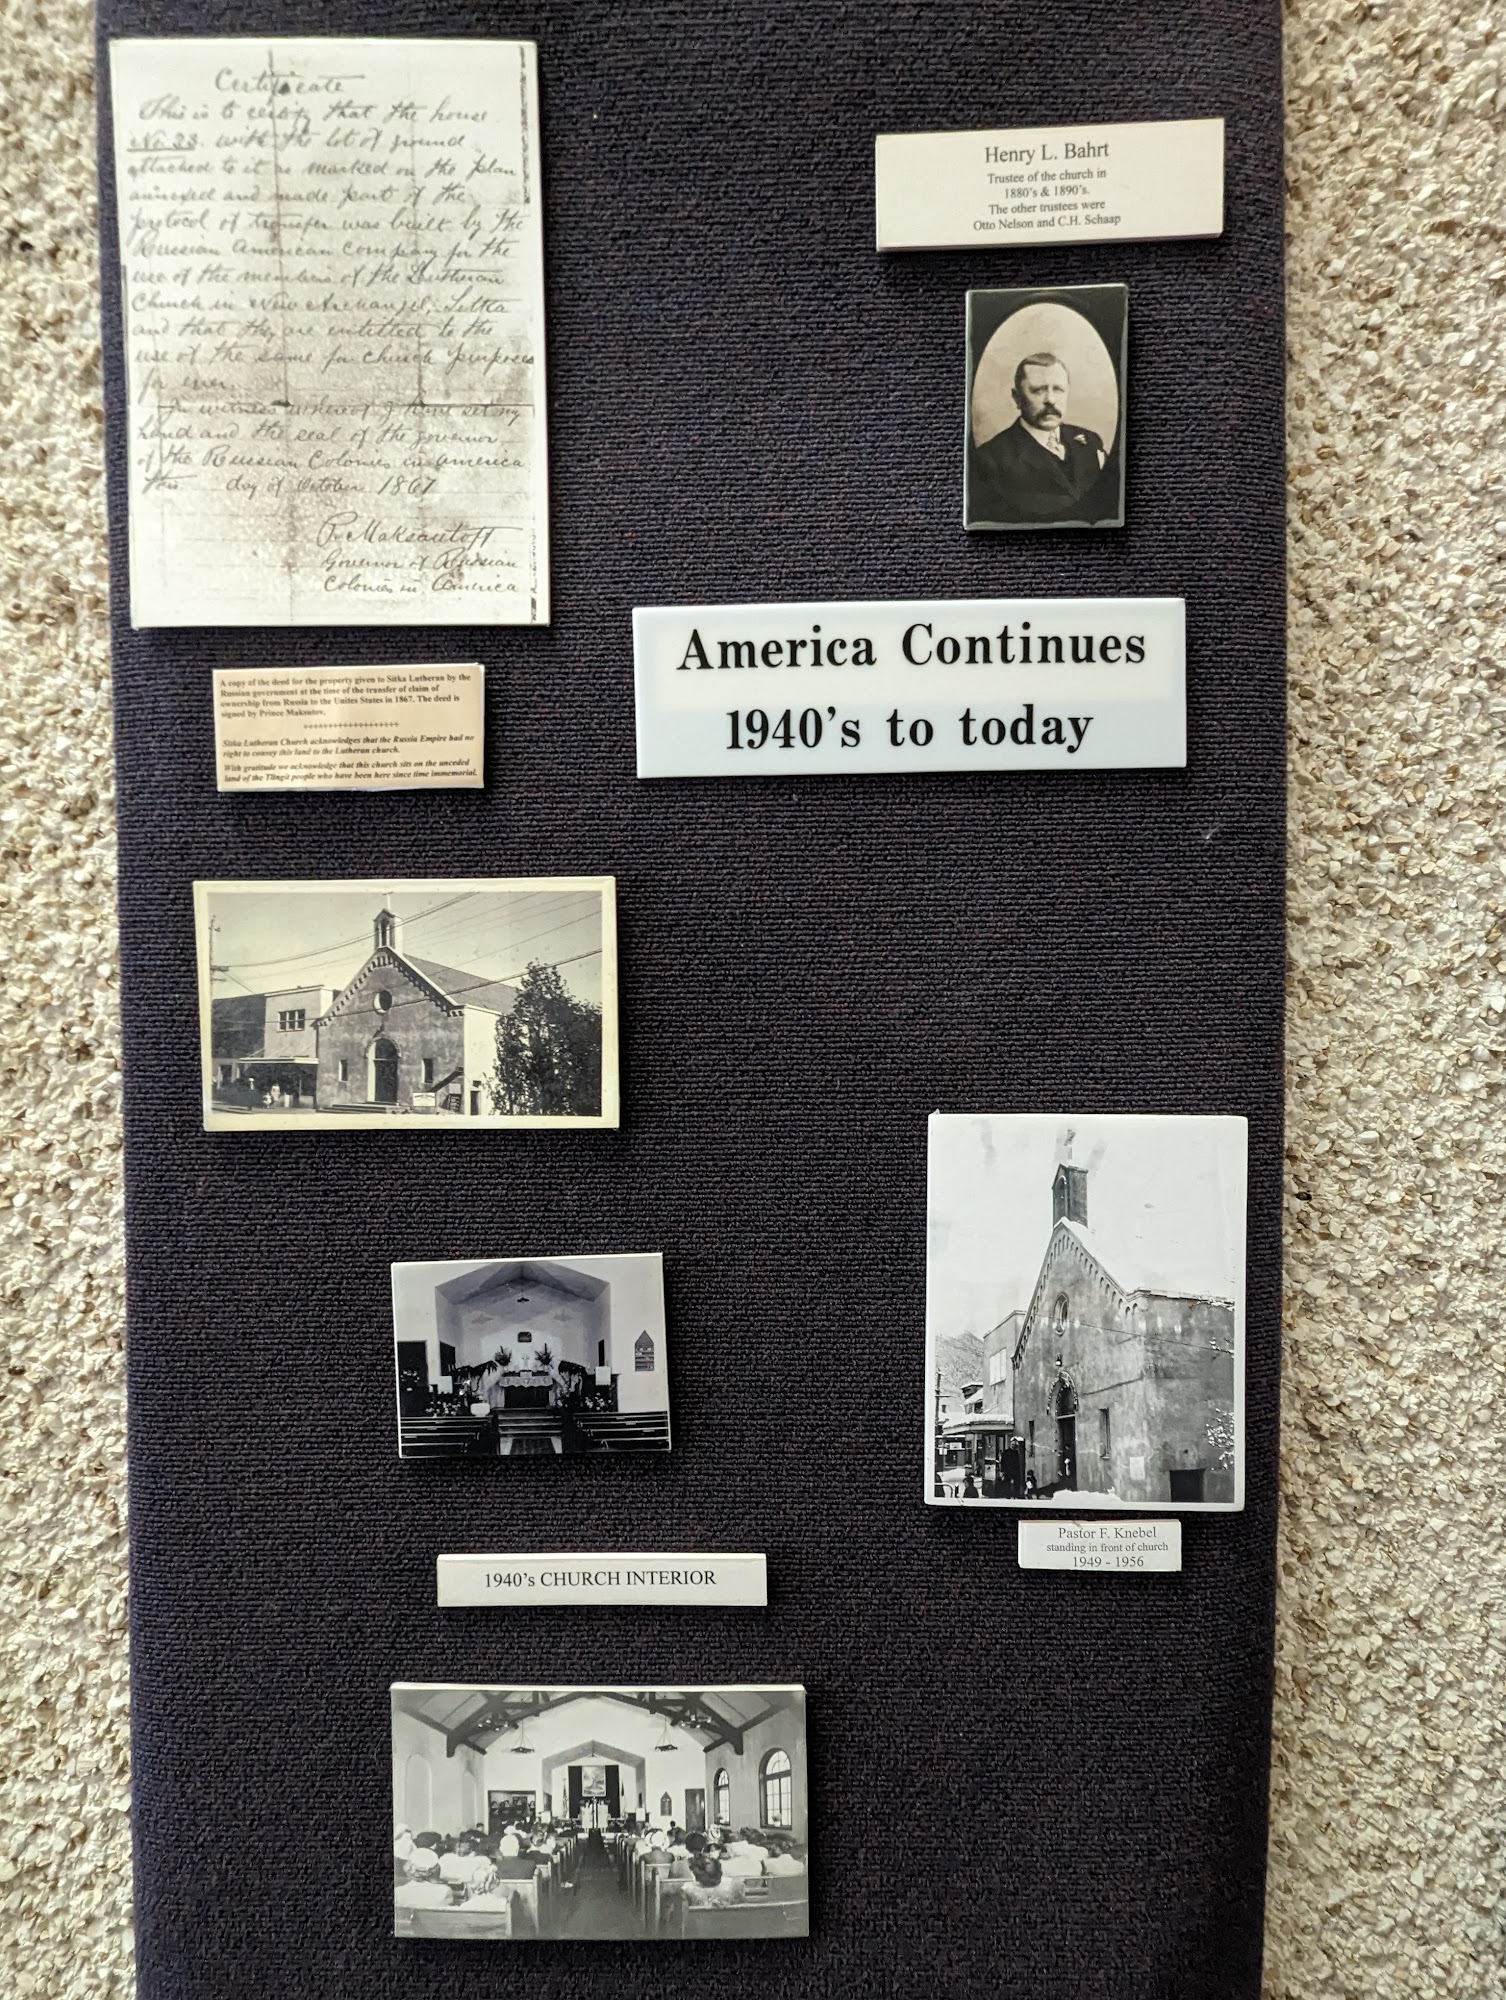 Certificate
This is to certify that the house
No. 23. with the lot of ground
attached to it as marked on the plan
annexed and made part of the
protocol of transfer was built by the
Russian American Company for the
use of the members of the Lutheran
Church in New Archangel, Sitka
and that they are entitled to the
use of the same for church purposes
for ever.
In witness whereof I have set my
hand and the seal of the governor
of the Russian Colonies in America
this day of October 1867
P. Maksoutoff
Governor of Russian
Colonies in America
A copy of the deed for the property given to Sitka Lutheran by the
Russian government at the time of the transfer of claim of
ownership from Russia to the Unites States in 1867. The deed is
signed by Prince Maksutov.
++++++++++++++++++++
Sitka Lutheran Church acknowledges that the Russia Empire had no
right to convey this land to the Lutheran church.
With gratitude we acknowledge that this church sits on the unceded
land of the Tlingit people who have been here since time immemorial.
Henry L. Bahrt
Trustee of the church in
1880's & 1890's.
The other trustees were
Otto Nelson and C.H. Schaap
America Continues
1940's to today
Pastor F. Knebel
standing in front of church
1949 - 1956
1940's CHURCH INTERIOR